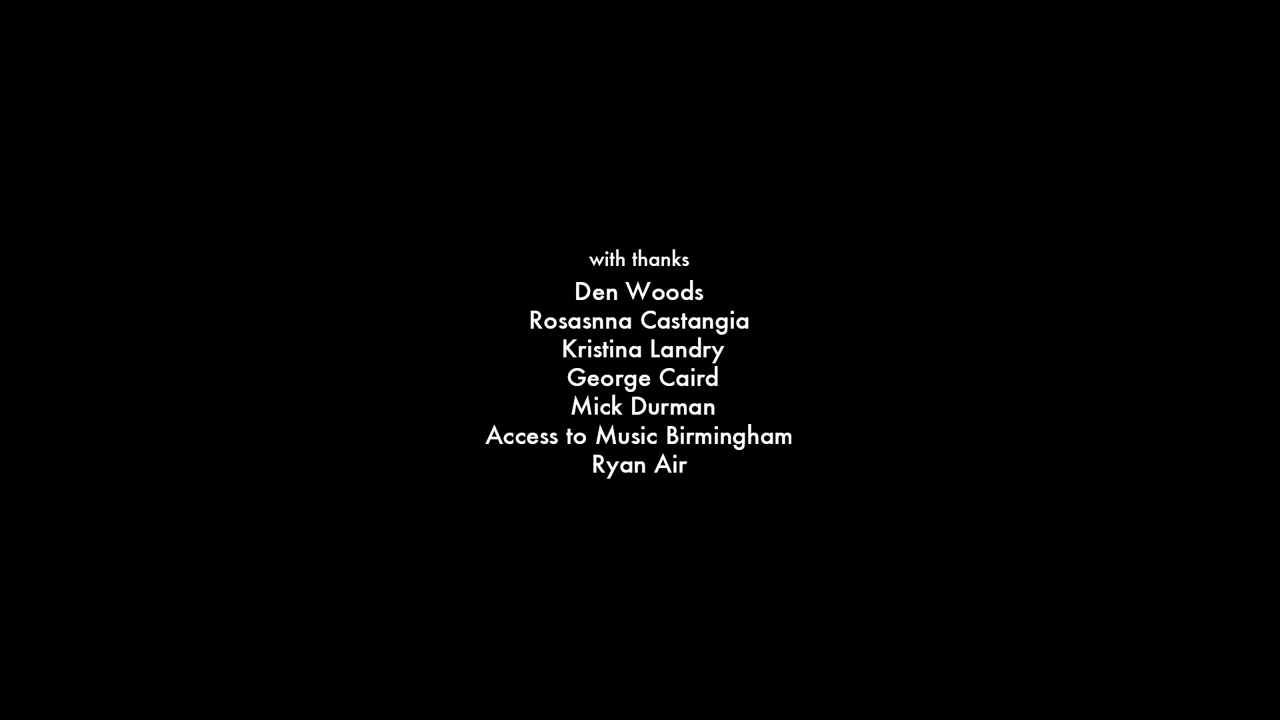 with thanks
Den Woods
Rosasnna Castangia
Kristina Landry
George Caird
Mick Durman
Access to Music Birmingham
Ryan Air